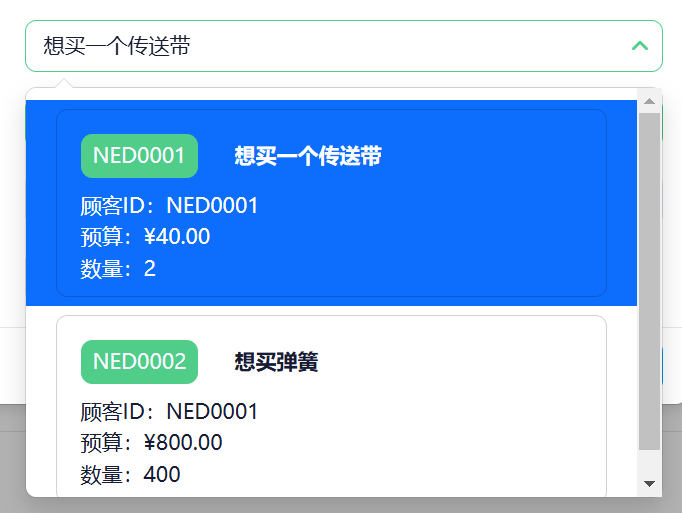 想买一个传送带
NED0001 想买一个传送带
顾客ID：NED0001
预算：¥40.00
数量：2
NED0002 想买弹簧
顾客ID：NED0001
预算：¥800.00
数量：400